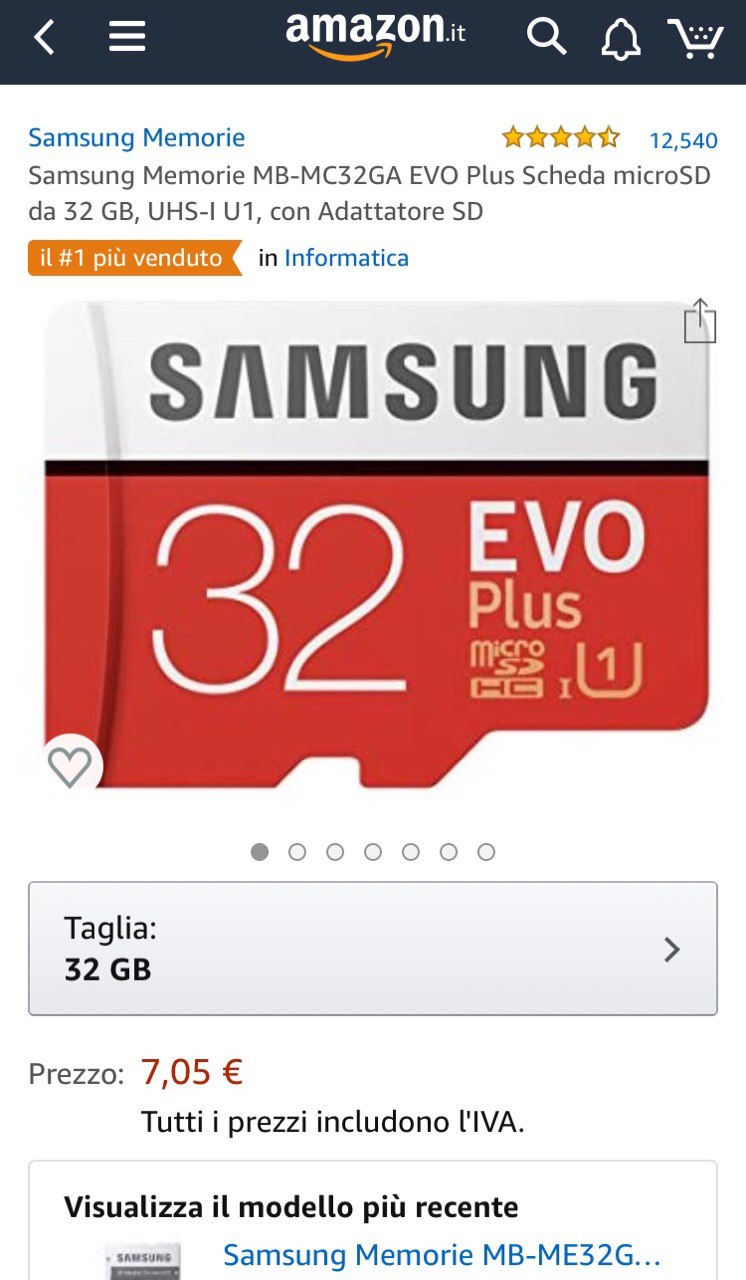 amazon.it
Samsung Memorie
12,540
Samsung Memorie MB-MC32GA EVO Plus Scheda microSD
da 32 GB, UHS-I U1, con Adattatore SD
il #1 più venduto in Informatica
SAMSUNG
32
EVO
Plus
micro
SD
HC I U1
Taglia:
32 GB
Prezzo: 7,05 €
Tutti i prezzi includono l'IVA.
Visualizza il modello più recente
SAMSUNG
Samsung Memorie MB-ME32G...